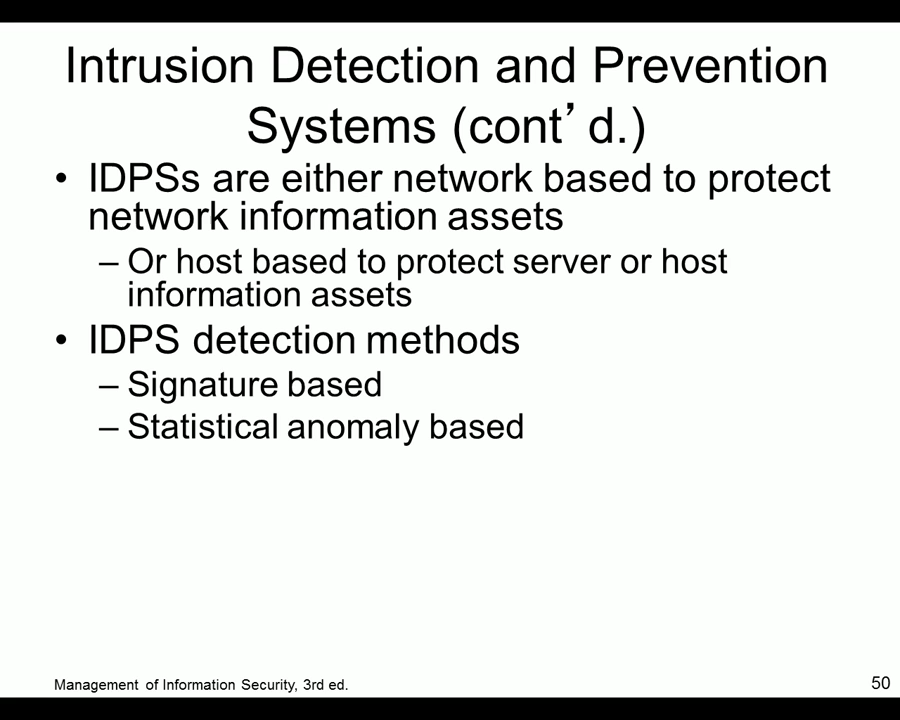 Intrusion Detection and Prevention
Systems (cont’d.)
• IDPSs are either network based to protect
network information assets
– Or host based to protect server or host
information assets
• IDPS detection methods
– Signature based
– Statistical anomaly based
Management of Information Security, 3rd ed.
50